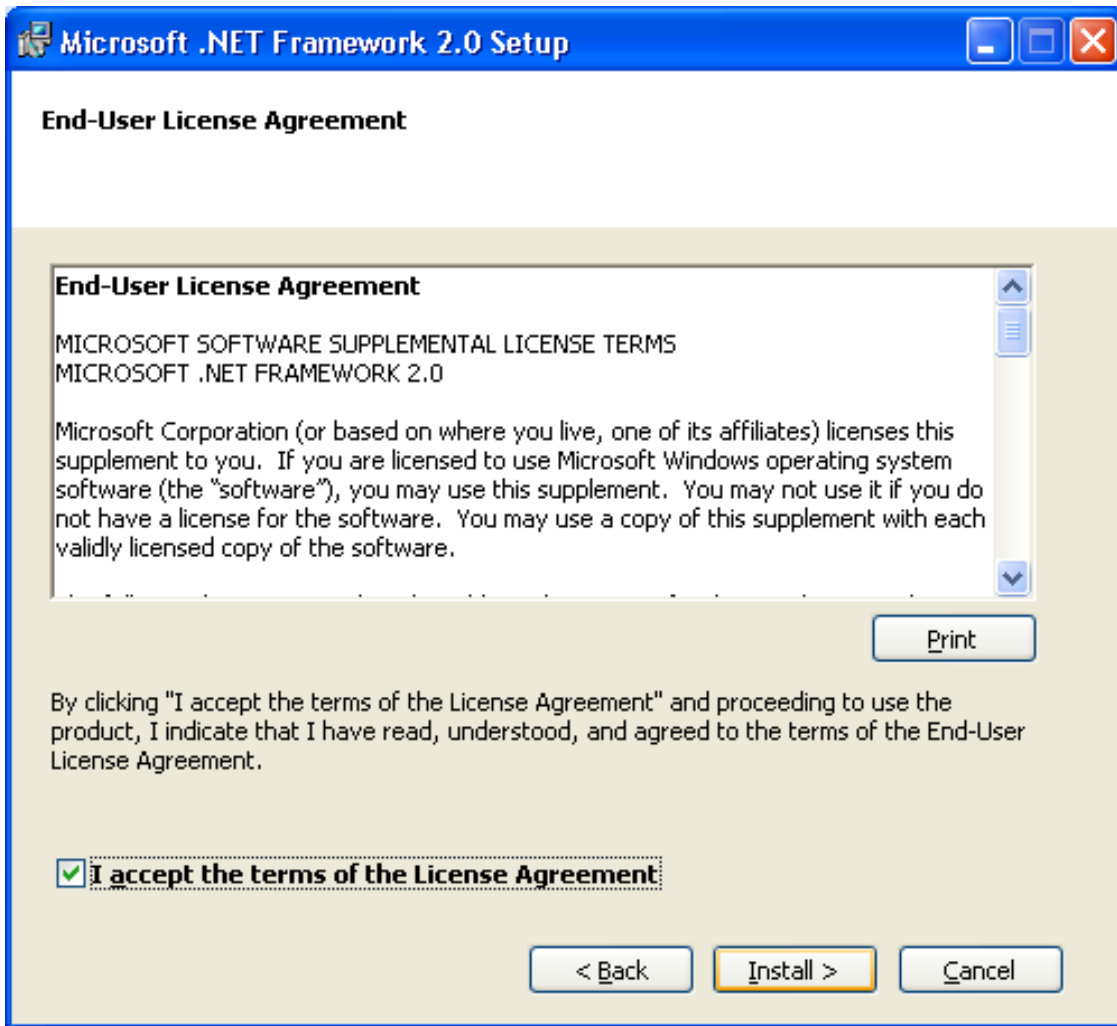 Microsoft .NET Framework 2.0 Setup
End-User License Agreement
End-User License Agreement
MICROSOFT SOFTWARE SUPPLEMENTAL LICENSE TERMS
MICROSOFT .NET FRAMEWORK 2.0
Microsoft Corporation (or based on where you live, one of its affiliates) licenses this
supplement to you.  If you are licensed to use Microsoft Windows operating system
software (the “software”), you may use this supplement.  You may not use it if you do
not have a license for the software.  You may use a copy of this supplement with each
validly licensed copy of the software.
Print
By clicking "I accept the terms of the License Agreement" and proceeding to use the
product, I indicate that I have read, understood, and agreed to the terms of the End-User
License Agreement.
I accept the terms of the License Agreement
< Back
Install >
Cancel